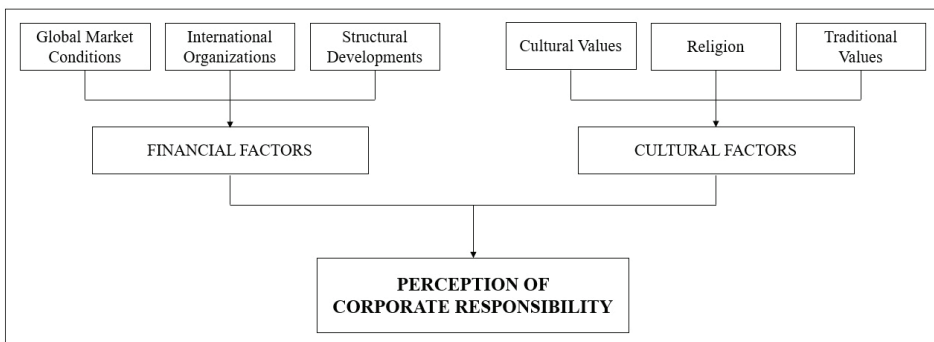 Global Market
Conditions
International
Organizations
Structural
Developments
Cultural Values
Religion
Traditional
Values
FINANCIAL FACTORS
CULTURAL FACTORS
PERCEPTION OF
CORPORATE RESPONSIBILITY